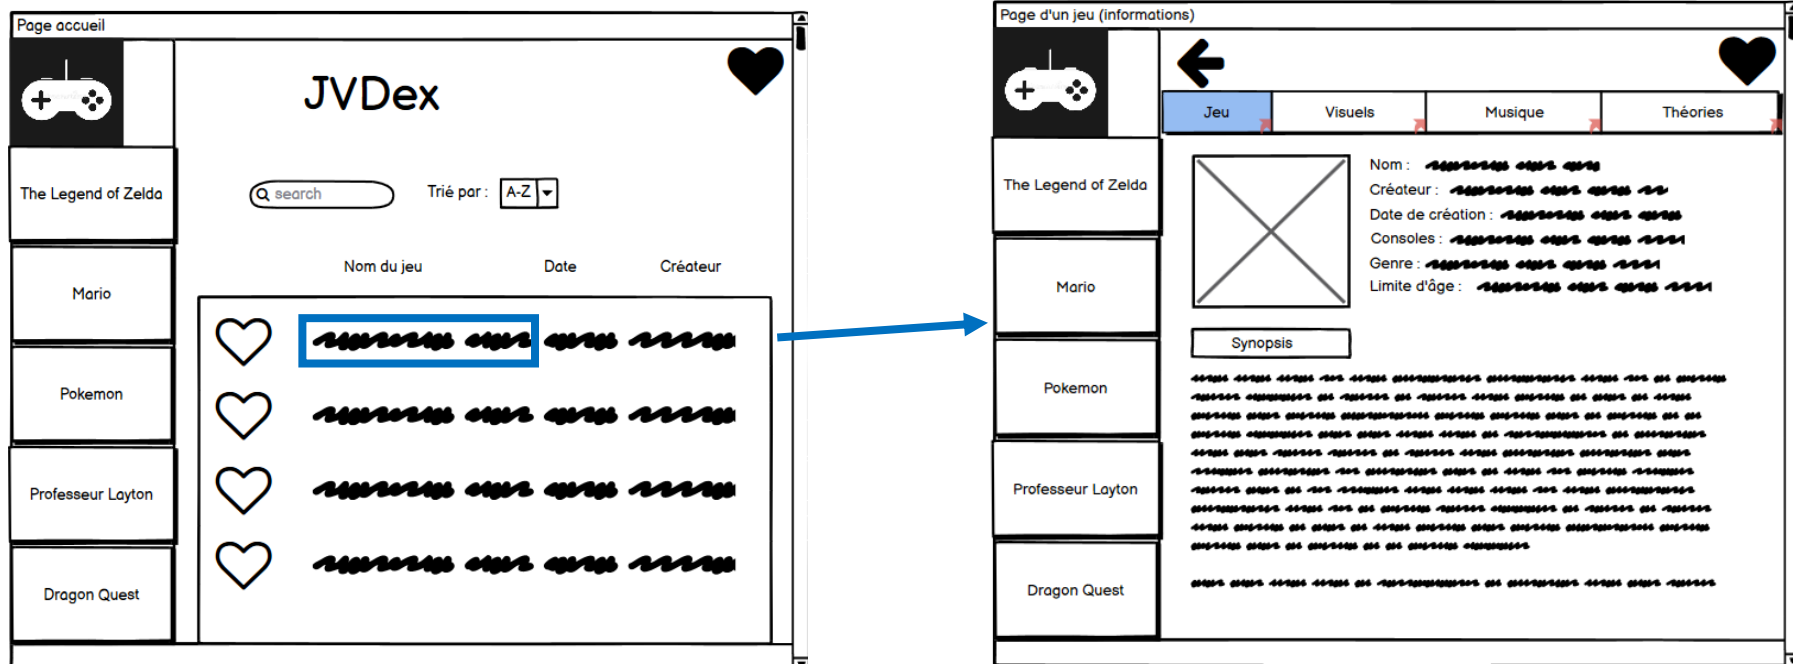 Page accueil
JVDex
The Legend of Zelda
Mario
Pokemon
Professeur Layton
Dragon Quest
search
Trié par :
A-Z
Nom du jeu
Date
Créateur
Page d'un jeu (informations)
The Legend of Zelda
Mario
Pokemon
Professeur Layton
Dragon Quest
Jeu
Visuels
Musique
Théories
Nom :
Créateur :
Date de création :
Consoles :
Genre :
Limite d'âge :
Synopsis